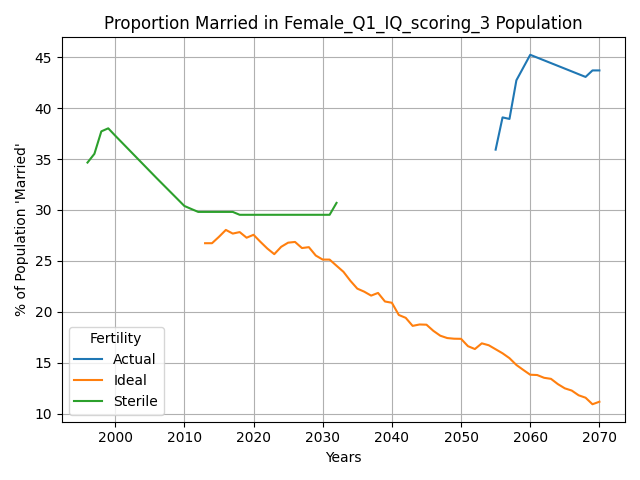 Proportion Married in Female_Q1_IQ_scoring_3 Population
% of Population 'Married'
45
40
35
30
25
20
15
10
Fertility
Actual
Ideal
Sterile
2000 2010 2020 2030 2040 2050 2060 2070
Years